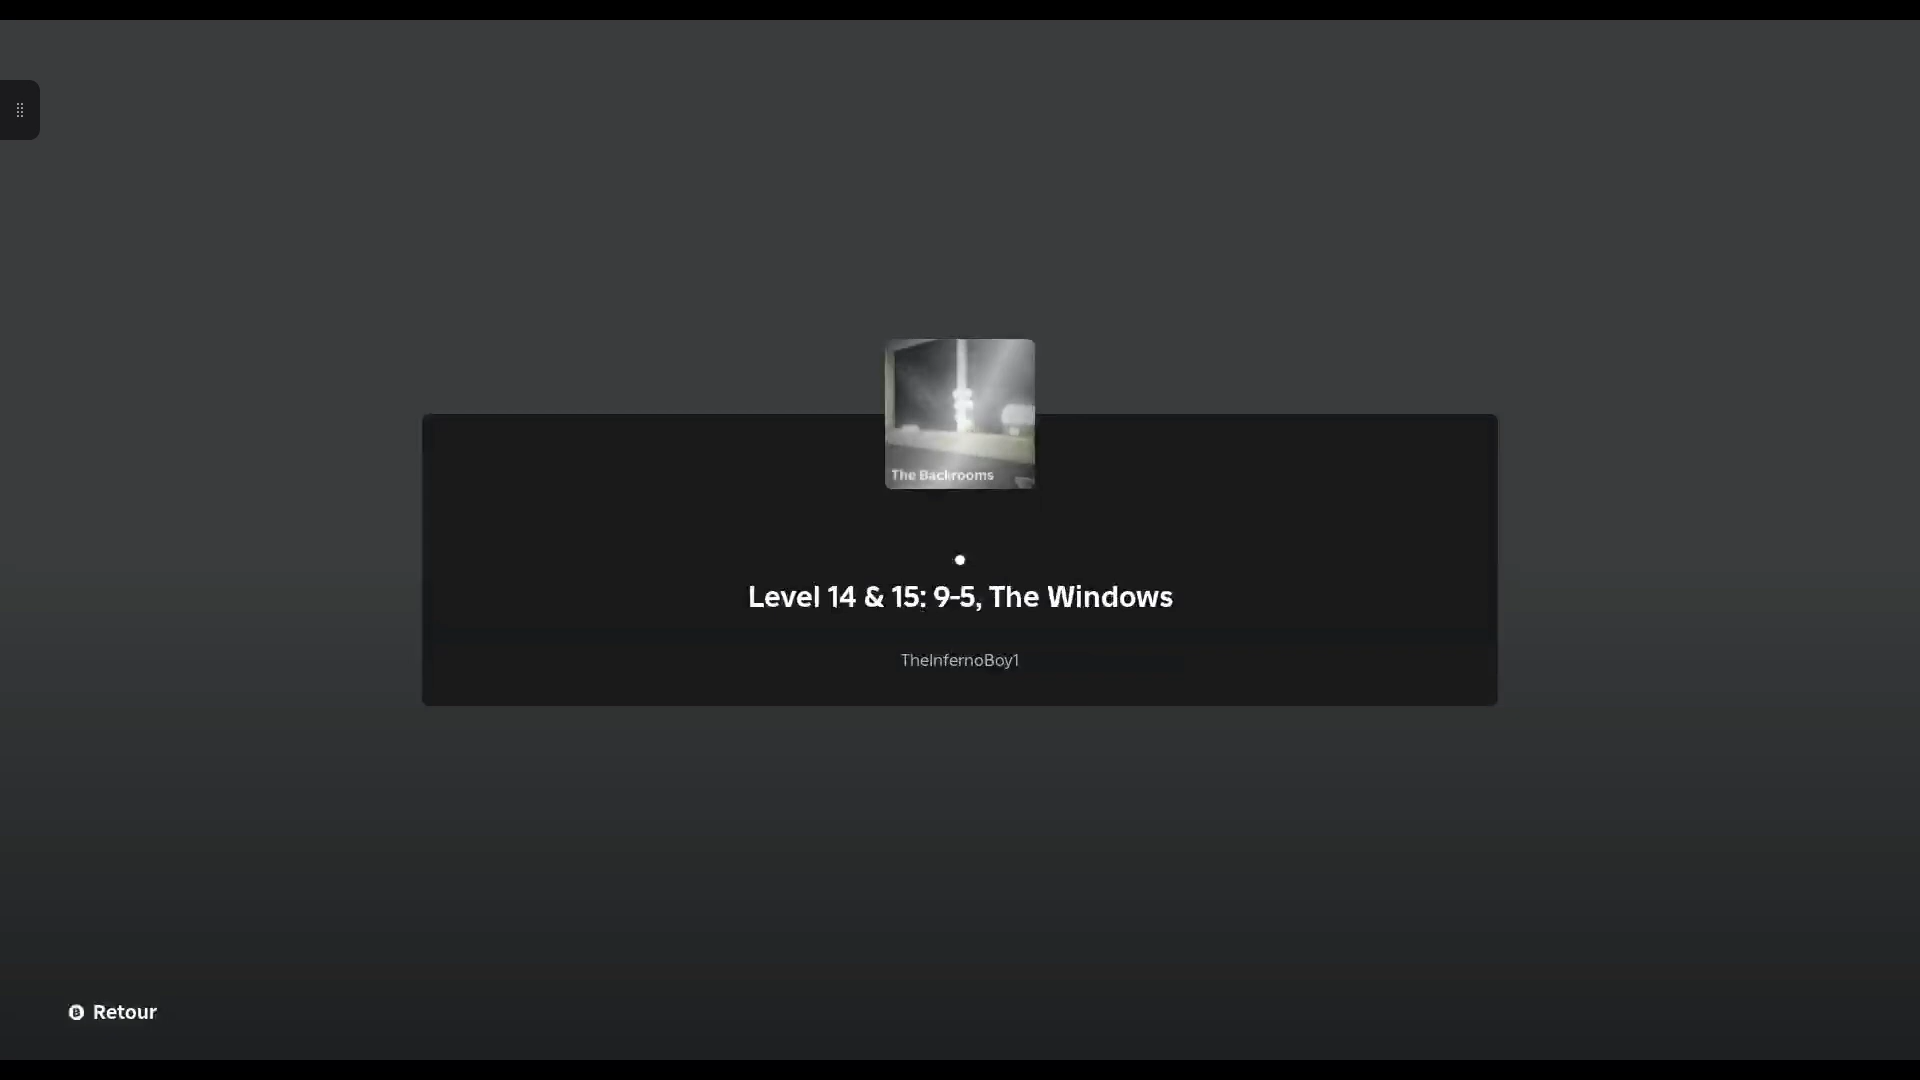 The Backrooms
Level 14 & 15: 9-5, The Windows
TheInfernoBoy1
B Retour